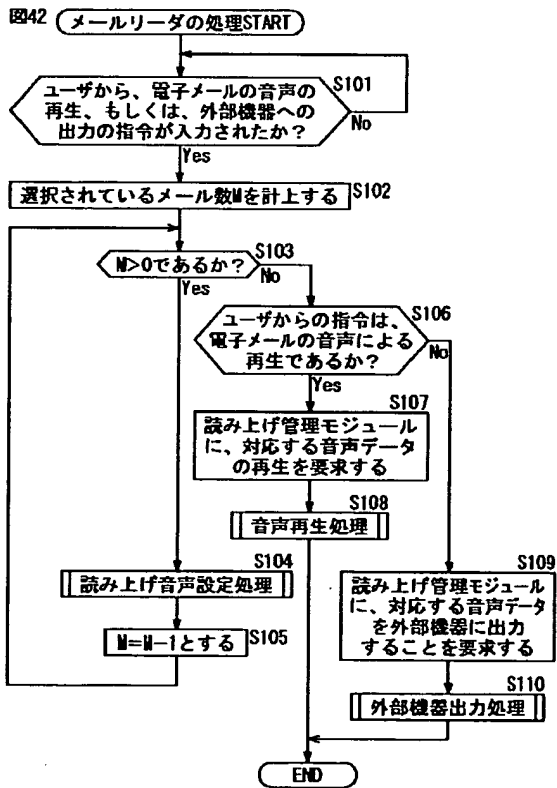 図42
メールリーダの処理START
S101
ユーザから、電子メールの音声の
再生、もしくは、外部機器への
出力の指令が入力されたか？
No
Yes
選択されているメール数Mを計上する
S102
S103
M>0であるか？
No
Yes
S106
ユーザからの指令は、
電子メールの音声による
再生であるか？
No
Yes
S107
読み上げ管理モジュール
に、対応する音声データ
の再生を要求する
S108
音声再生処理
S104
読み上げ音声設定処理
S109
読み上げ管理モジュール
に、対応する音声データ
を外部機器に出力
することを要求する
M=M-1とする
S105
S110
外部機器出力処理
END